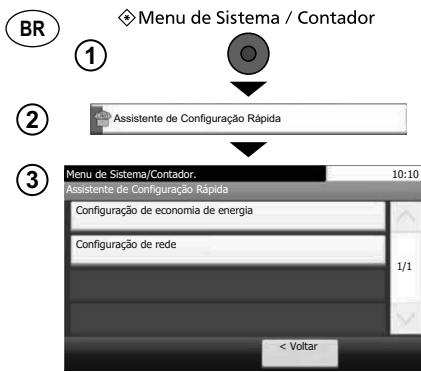 BR
Menu de Sistema / Contador
1
2
Assistente de Configuração Rápida
3
Menu de Sistema/Contador.
10:10
Assistente de Configuração Rápida
Configuração de economia de energia
Configuração de rede
1/1
< Voltar